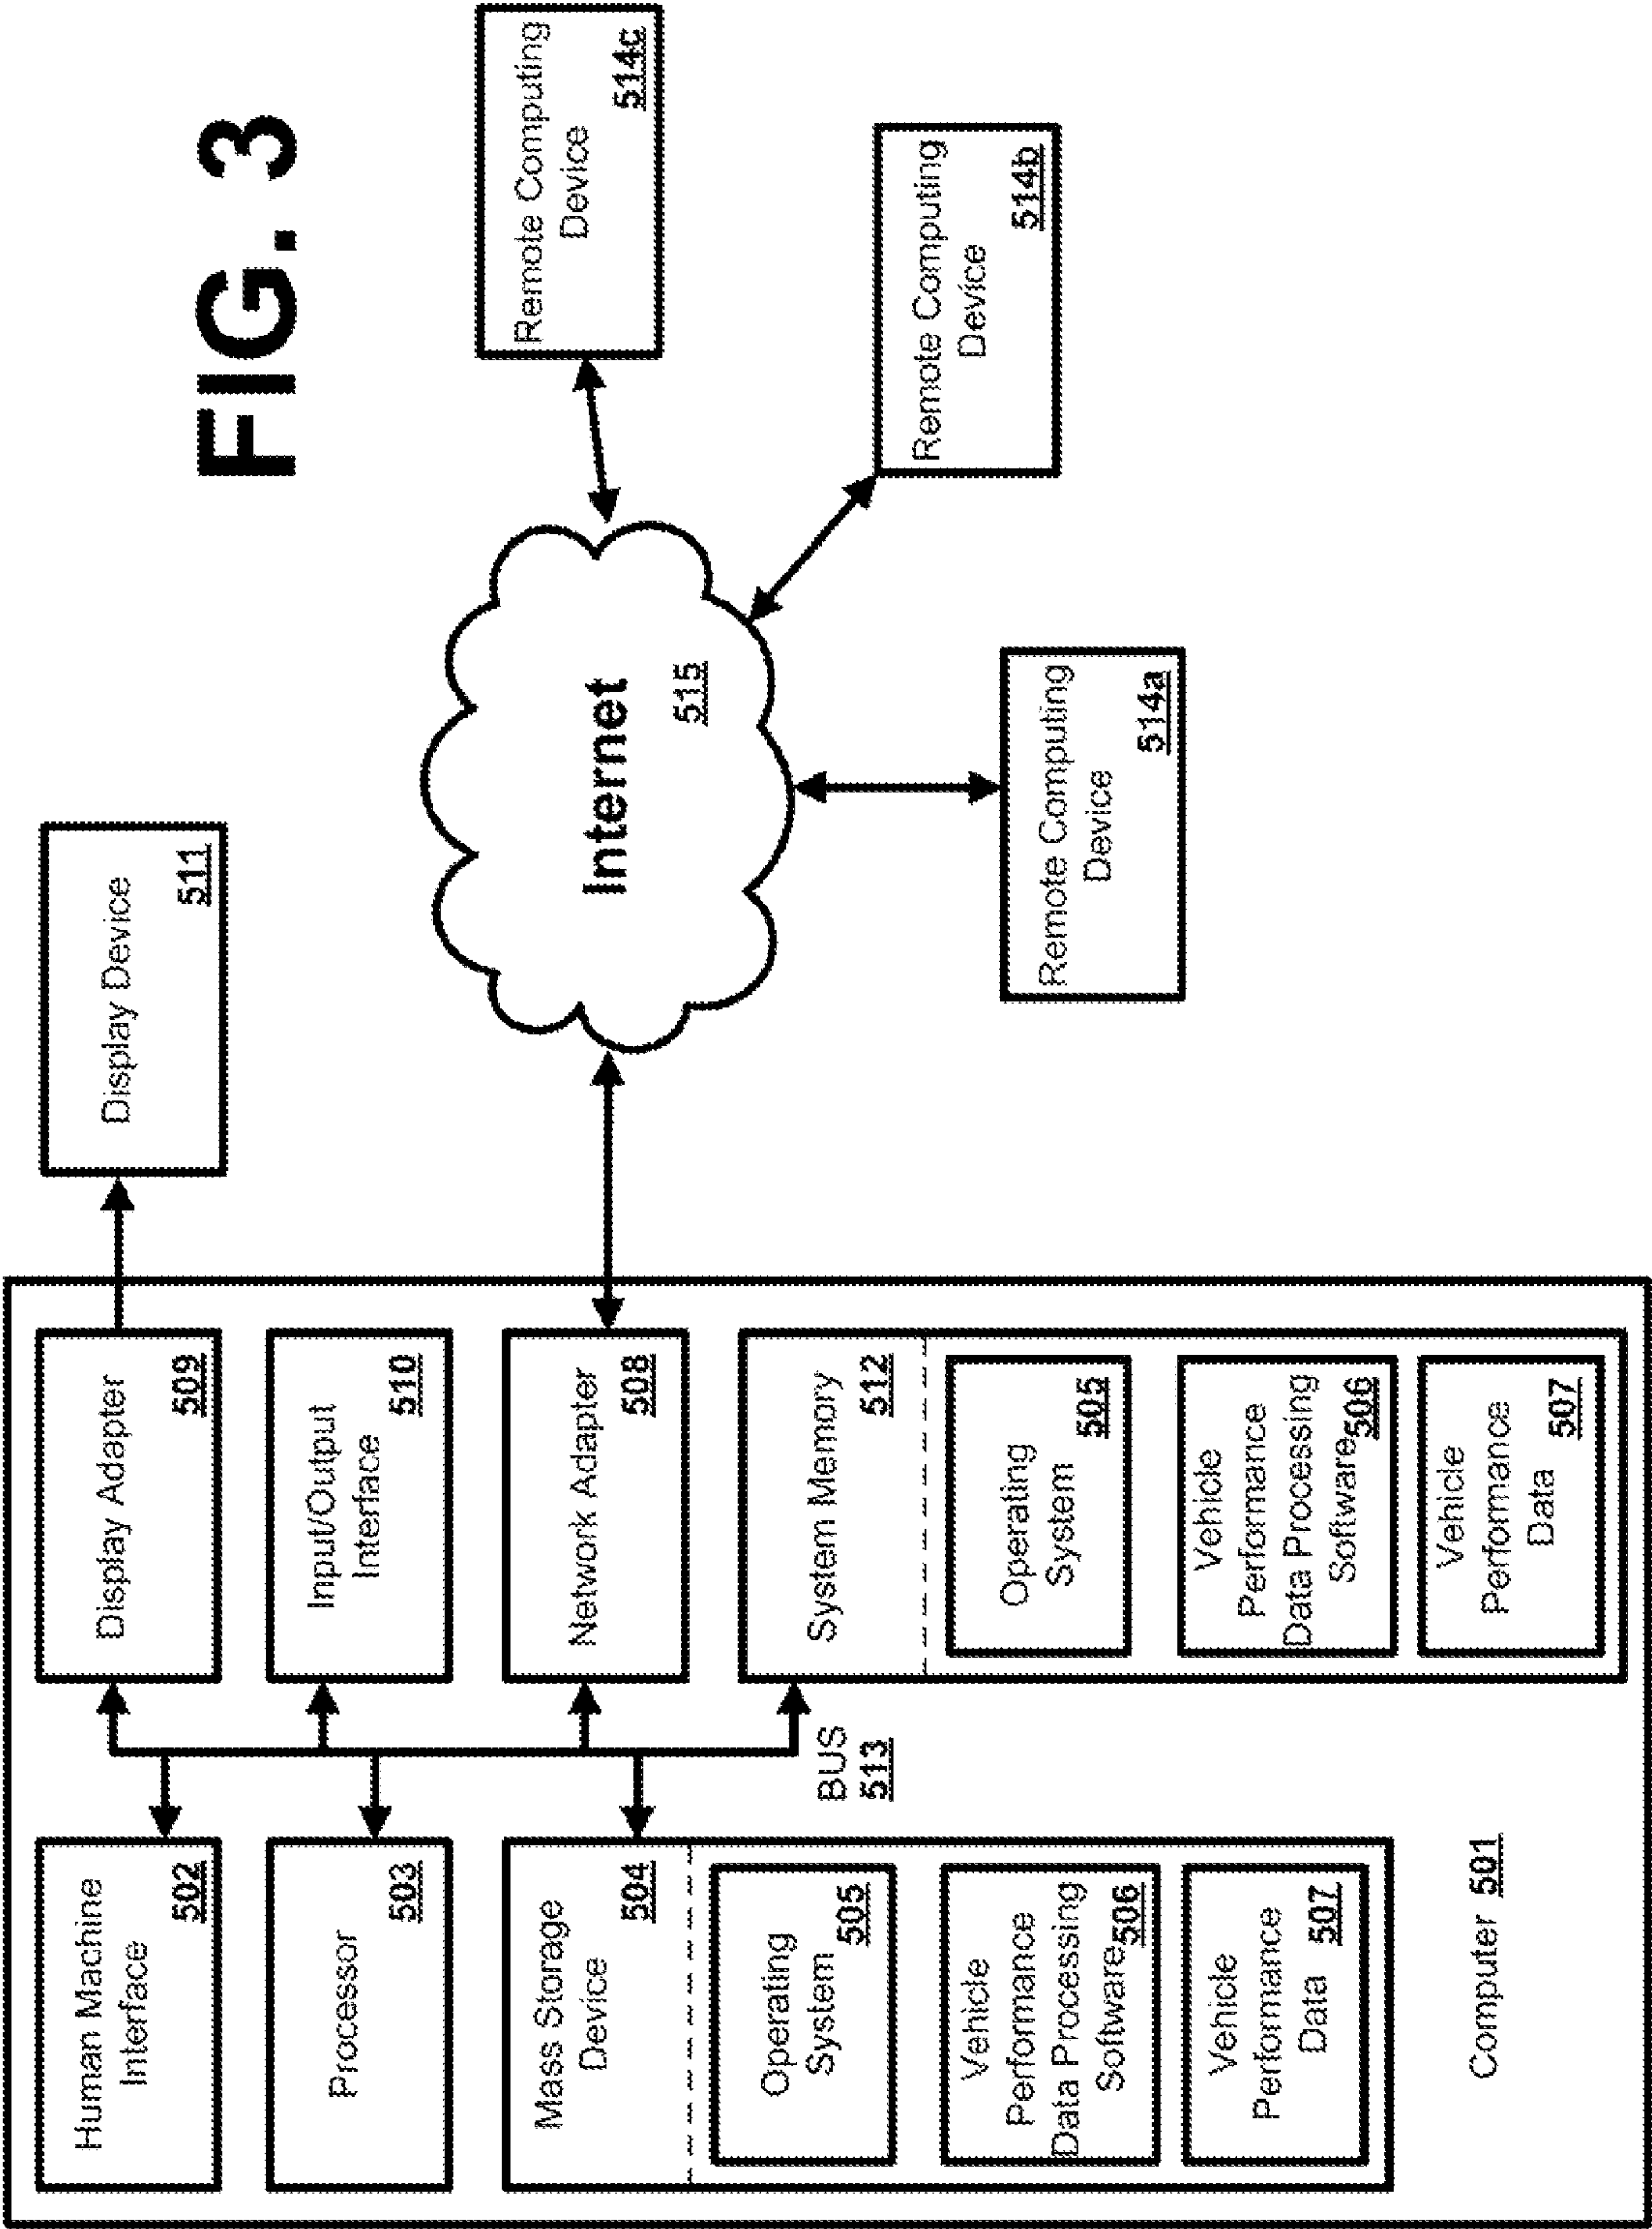 FIG. 3
Human Machine
Interface
502
Processor
503
Mass Storage
Device
504
Operating
System
505
Vehicle
Performance
Data Processing
Software
506
Vehicle
Performance
Data
507
Computer 501
BUS
513
Display Adapter
509
Input/Output
Interface
510
Network Adapter
508
System Memory
512
Operating
System
505
Vehicle
Performance
Data Processing
Software
506
Vehicle
Performance
Data
507
Display Device
511
Internet
515
Remote Computing
Device
514a
Remote Computing
Device
514b
Remote Computing
Device
514c